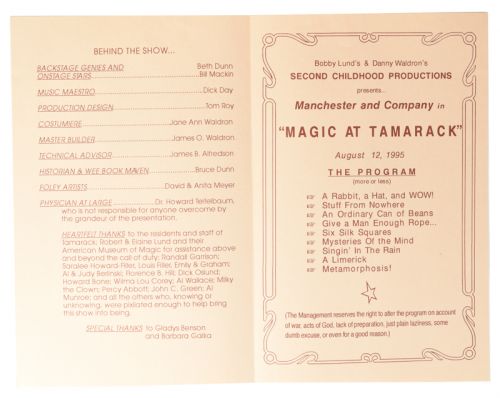 BEHIND THE SHOW...
BACKSTAGE GENIES AND Beth Dunn
ONSTAGE STARS Bill Mackin
MUSIC MAESTRO Dick Day
PRODUCTION DESIGN Tom Roy
COSTUMIERE Jane Ann Waldron
MASTER BUILDER James O. Waldron
TECHNICAL ADVISOR James B. Alfredson
HISTORIAN & WEE BOOK MAVEN Bruce Dunn
FOLEY ARTISTS David & Anita Meyer
PHYSICIAN AT LARGE Dr. Howard Teitelbaum,
who is not responsible for anyone overcome by
the grandeur of the presentation.
HEARTFELT THANKS to the residents and staff of
Tamarack; Robert & Elaine Lund and their
American Museum of Magic for assistance above
and beyond the call of duty; Randall Garrison;
Saralee Howard Filler, Louis Filler, Emily & Graham;
Al & Judy Berlinski; Florence B. Hill; Dick Oslund;
Howard Bone; Wilma Lou Corey; Al Wallace; Milky
the Clown; Percy Abbott; John C. Green; Al
Munroe; and all the others who, knowing or
unknowing, were pixilated enough to help bring
this show into being.
SPECIAL THANKS to Gladys Benson
and Barbara Gallia
Bobby Lund's & Danny Waldron's
SECOND CHILDHOOD PRODUCTIONS
presents...
Manchester and Company in
"MAGIC AT TAMARACK"
August 12, 1995
THE PROGRAM
(more or less)
☞ A Rabbit, a Hat, and WOW!
☞ Stuff From Nowhere
☞ An Ordinary Can of Beans
☞ Give a Man Enough Rope...
☞ Six Silk Squares
☞ Mysteries Of the Mind
☞ Singin' In The Rain
☞ A Limerick
☞ Metamorphosis!
(The Management reserves the right to alter the program on account
of war, acts of God, lack of preparation, just plain laziness, some
dumb excuse, or even for a good reason.)